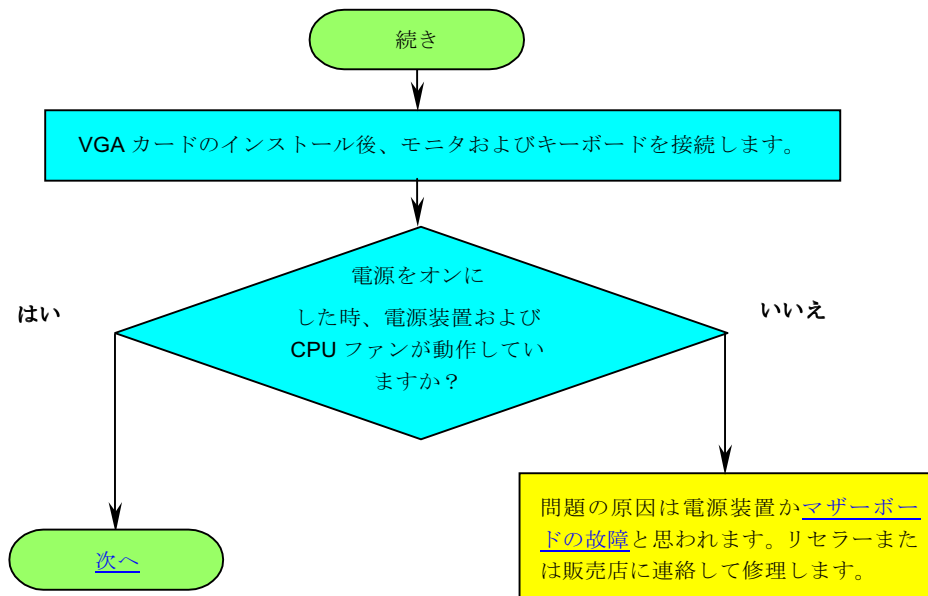 続き
VGA カードのインストール後、モニタおよびキーボードを接続します。
電源をオンに
した時、電源装置および
CPU ファンが動作してい
ますか？
はい
いいえ
次へ
問題の原因は電源装置かマザーボー
ドの故障と思われます。リセラーまた
は販売店に連絡して修理します。